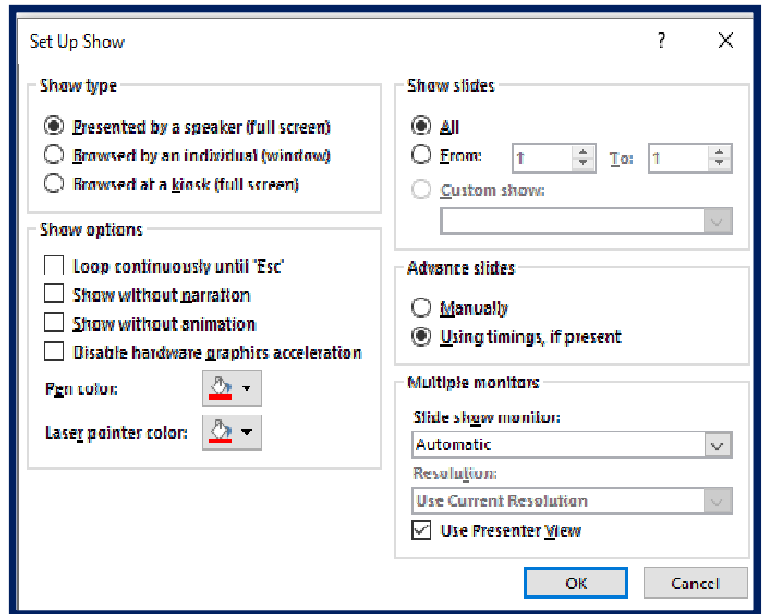 Set Up Show ? X
Show type
Presented by a speaker (full screen)
Browsed by an individual (window)
Browsed at a kiosk (full screen)
Show options
Loop continuously until 'Esc'
Show without narration
Show without animation
Disable hardware graphics acceleration
Pen color:
Laser pointer color:
Show slides
All
From: 1 To: 1
Custom show:
Advance slides
Manually
Using timings, if present
Multiple monitors
Slide show monitor:
Automatic
Resolution:
Use Current Resolution
Use Presenter View
OK Cancel